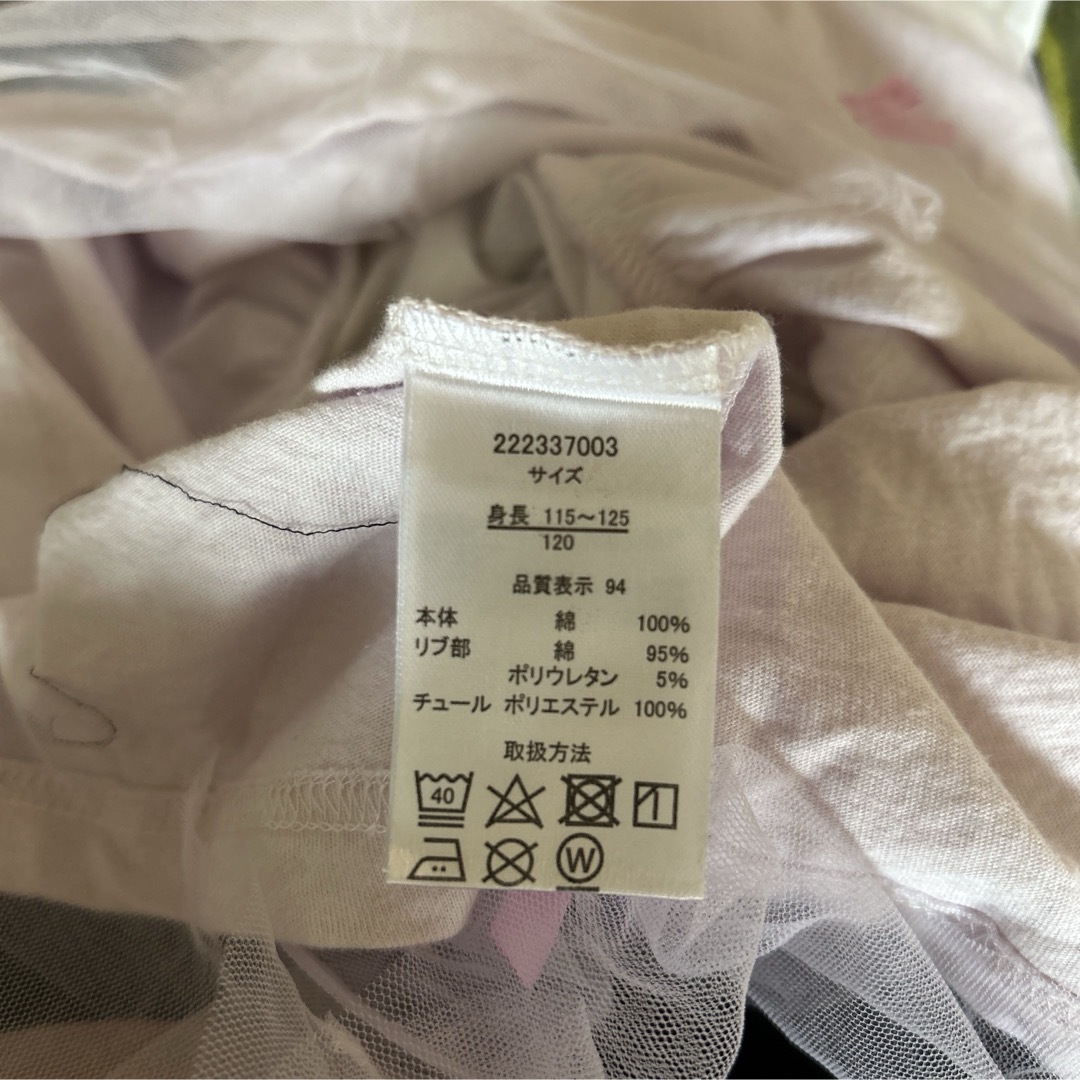 222337003
サイズ
身長 115～125
120
品質表示 94
本体 綿 100%
リブ部 綿 95%
ポリウレタン 5%
チュール ポリエステル 100%
取扱方法
40
W